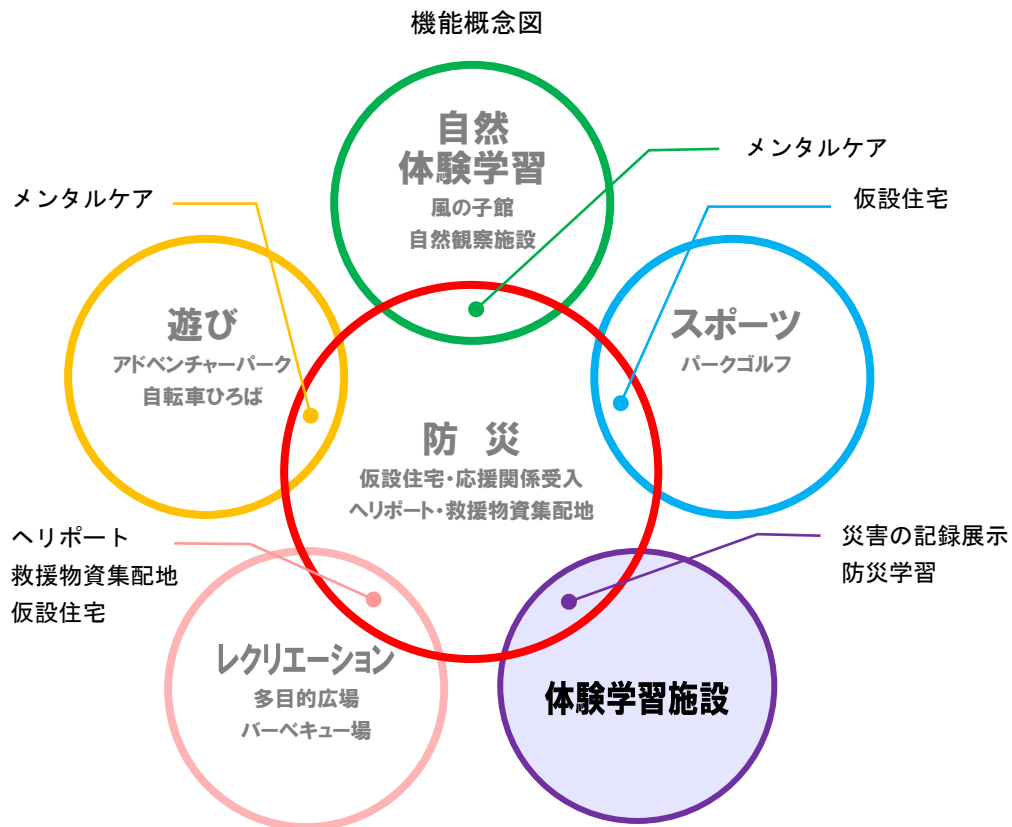 機能概念図
自然
体験学習
風の子館
自然観察施設
メンタルケア
メンタルケア
仮設住宅
遊び
アドベンチャーパーク
自転車ひろば
スポーツ
パークゴルフ
防 災
仮設住宅・応援関係受入
ヘリポート・救援物資集配地
ヘリポート
救援物資集配地
仮設住宅
災害の記録展示
防災学習
レクリエーション
多目的広場
バーベキュー場
体験学習施設